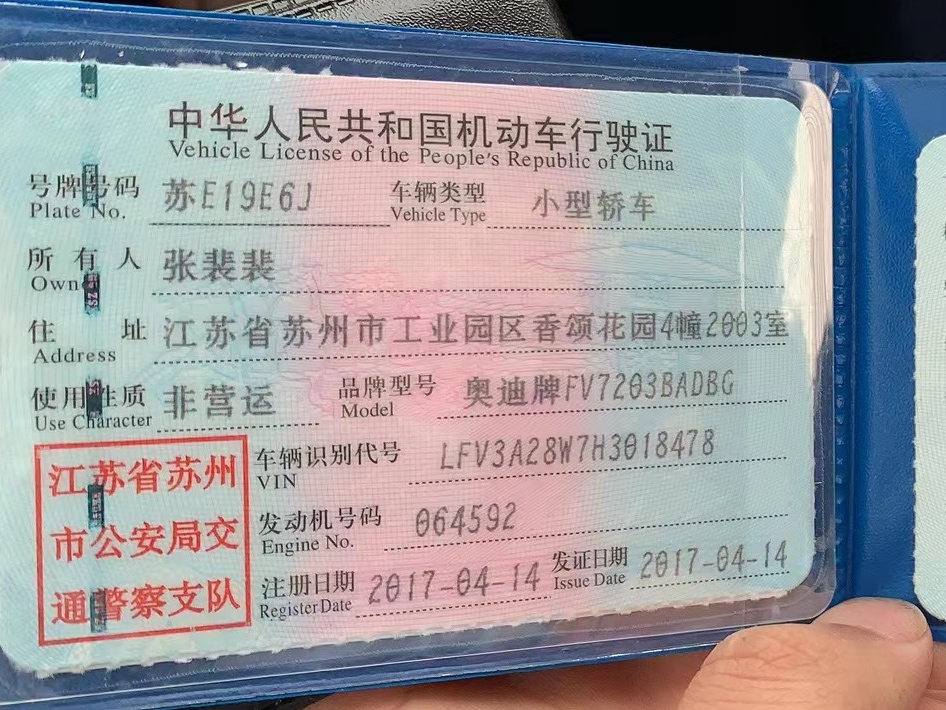 中华人民共和国机动车行驶证
Vehicle License of the People's Republic of China
号牌号码 苏E19E6J 车辆类型 小型轿车
Plate No. Vehicle Type
所有人 张裴裴
Owner
住址 江苏省苏州市工业园区香颂花园4幢2003室
Address
使用性质 非营运 品牌型号 奥迪牌FV7203BADBG
Use Character Model
江苏省苏州
市公安局交
通警察支队
车辆识别代号 LFV3A28W7H3018478
VIN
发动机号码 064592
Engine No.
注册日期 2017-04-14 发证日期 2017-04-14
Register Date Issue Date